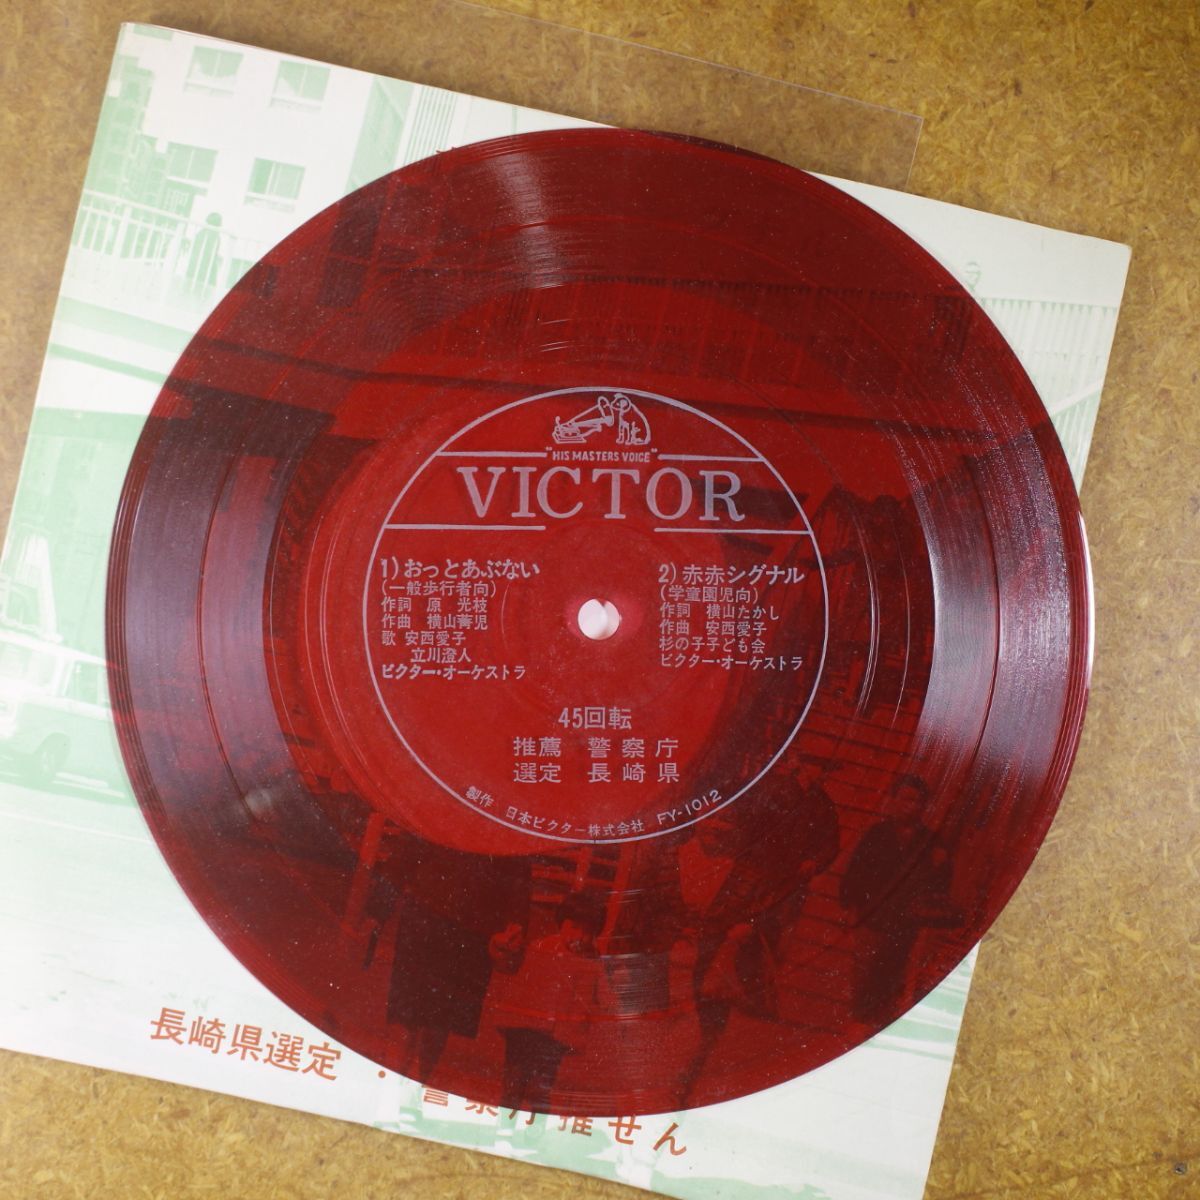 "HIS MASTERS VOICE"
VICTOR
1) おっとあぶない
(一般歩行者向)
作詞 原 光枝
作曲 横山菁児
歌 安西愛子
立川澄人
ビクター・オーケストラ
2) 赤赤シグナル
(学童園児向)
作詞 横山たかし
作曲 安西愛子
杉の子子ども会
ビクター・オーケストラ
45回転
推薦 警察庁
選定 長崎県
製作 日本ビクター株式会社 FY-1012
長崎県選定・警察庁推せん